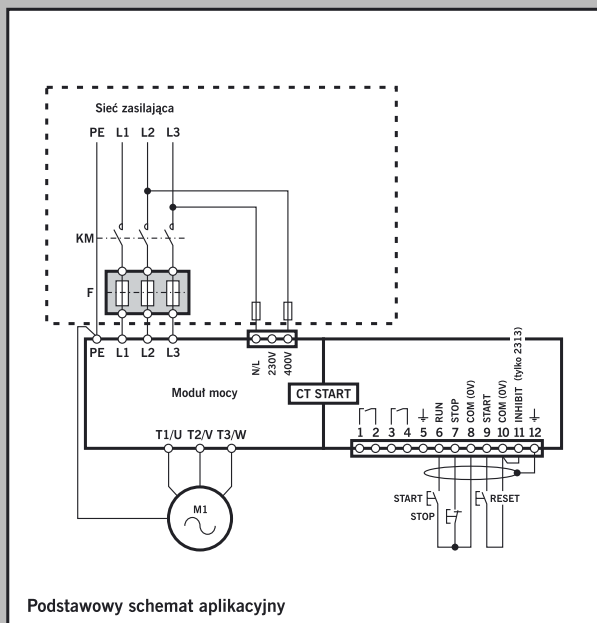 Sieć zasilająca
PE L1 L2 L3
KM
F
PE L1 L2 L3
N/L
230V
400V
Moduł mocy
CT START
RUN
STOP
COM (0V)
START
COM (0V)
INHIBIT (tylko 2313)
1 2 3 4 5 6 7 8 9 10 11 12
T1/U T2/V T3/W
M1
START
RESET
STOP
Podstawowy schemat aplikacyjny